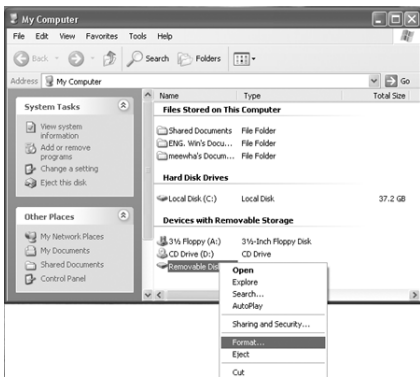 My Computer
File Edit View Favorites Tools Help
Back Search Folders
Address My Computer Go
System Tasks
View system information
Add or remove programs
Change a setting
Eject this disk
Other Places
My Network Places
My Documents
Shared Documents
Control Panel
Name Type Total Size
Files Stored on This Computer
Shared Documents File Folder
ENG. Win's Docu... File Folder
meewha's Docum... File Folder
Hard Disk Drives
Local Disk (C:) Local Disk 37.2 GB
Devices with Removable Storage
3½ Floppy (A:) 3½-Inch Floppy Disk
CD Drive (D:) CD Drive
Removable Dis
Open
Explore
Search...
AutoPlay
Sharing and Security...
Format...
Eject
Cut